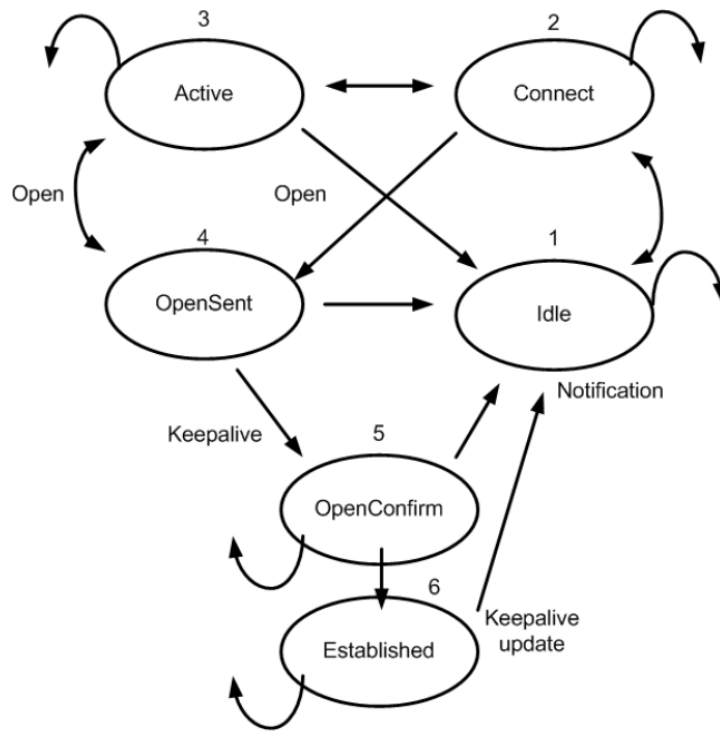 3
2
Active
Connect
Open
Open
4
1
OpenSent
Idle
Notification
Keepalive
5
OpenConfirm
6
Keepalive
update
Established